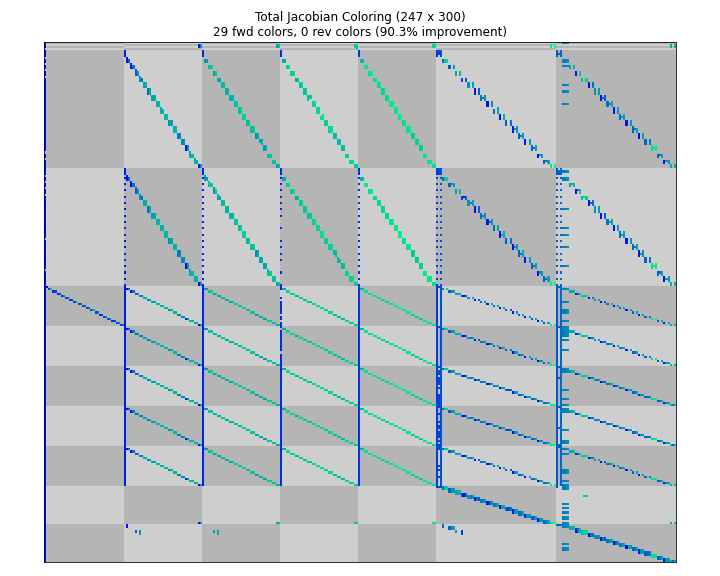 Total Jacobian Coloring (247 x 300)
29 fwd colors, 0 rev colors (90.3% improvement)